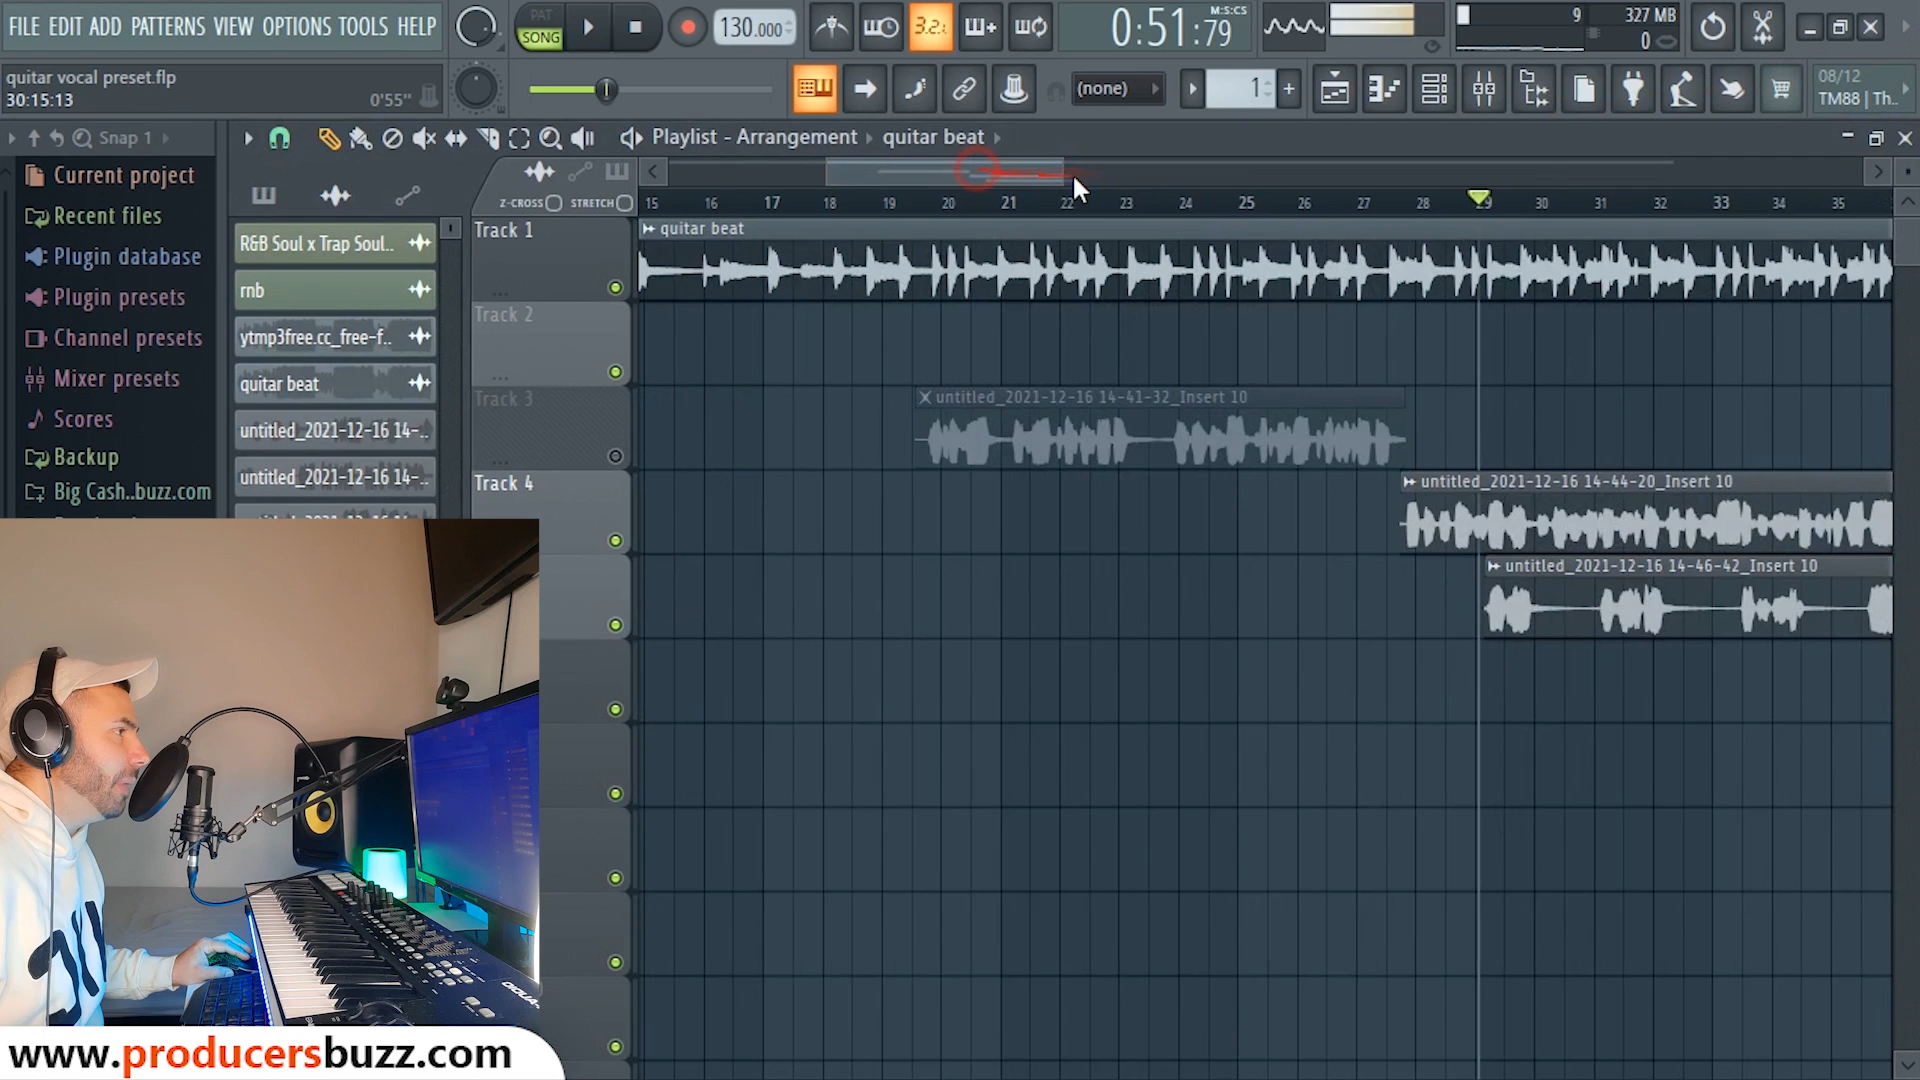 FILE EDIT ADD PATTERNS VIEW OPTIONS TOOLS HELP
PAT
SONG
130.000
3.2.
0:51:79
M:S:CS
9
327 MB
0
quitar vocal preset.flp
30:15:13
0'55"
(none)
1
08/12
TM88 | Th..
Snap 1
Playlist - Arrangement
quitar beat
Current project
Recent files
Plugin database
Plugin presets
Channel presets
Mixer presets
Scores
Backup
Big Cash..buzz.com
R&B Soul x Trap Soul..
rnb
ytmp3free.cc_free-f..
quitar beat
untitled_2021-12-16 14-..
untitled_2021-12-16 14-..
Z-CROSS
STRETCH
15 16 17 18 19 20 21 22 23 24 25 26 27 28 29 30 31 32 33 34 35
Track 1
quitar beat
Track 2
Track 3
untitled_2021-12-16 14-41-32_Insert 10
Track 4
untitled_2021-12-16 14-44-20_Insert 10
untitled_2021-12-16 14-46-42_Insert 10
www.producersbuzz.com